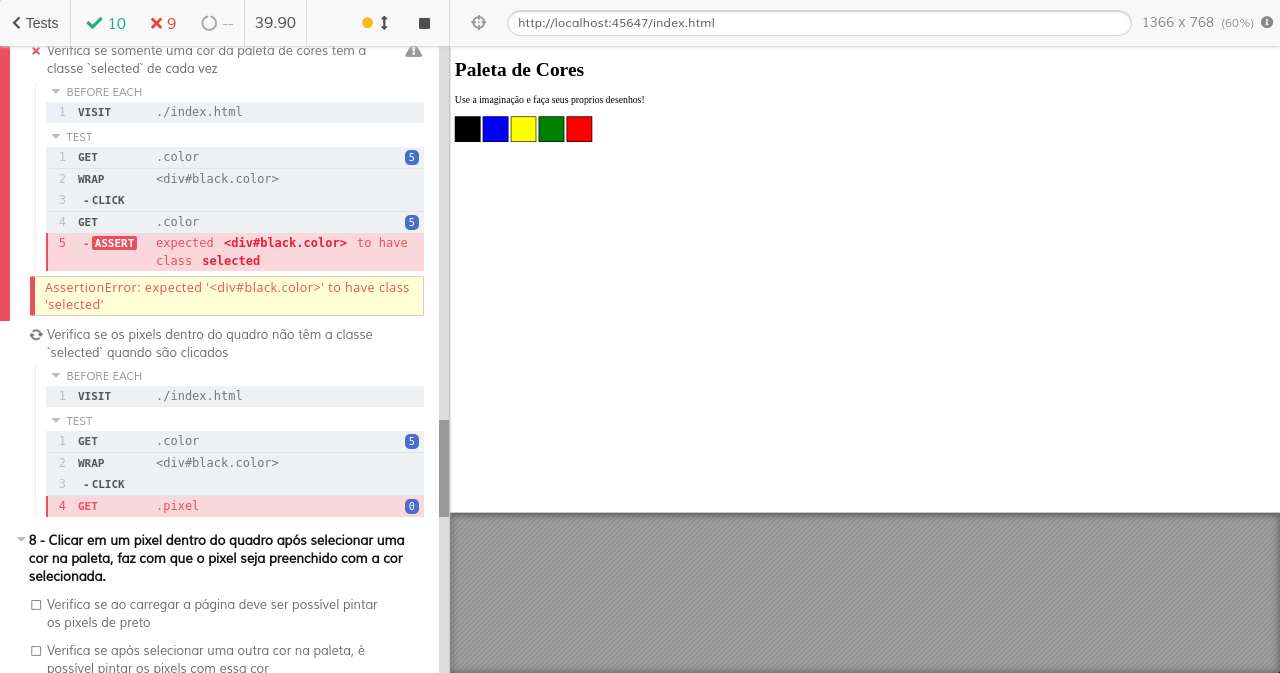 Tests 10 9 -- 39.90
http://localhost:45647/index.html 1366 x 768 (60%)
Verifica se somente uma cor da paleta de cores tem a
classe `selected` de cada vez
BEFORE EACH
1 VISIT ./index.html
TEST
1 GET .color 5
2 WRAP <div#black.color>
3 -CLICK
4 GET .color 5
5 -ASSERT expected <div#black.color> to have
class selected
AssertionError: expected '<div#black.color>' to have class
'selected'
Verifica se os pixels dentro do quadro não têm a classe
`selected` quando são clicados
BEFORE EACH
1 VISIT ./index.html
TEST
1 GET .color 5
2 WRAP <div#black.color>
3 -CLICK
4 GET .pixel 0
8 - Clicar em um pixel dentro do quadro após selecionar uma
cor na paleta, faz com que o pixel seja preenchido com a cor
selecionada.
Verifica se ao carregar a página deve ser possível pintar
os pixels de preto
Verifica se após selecionar uma outra cor na paleta, é
possível pintar os pixels com essa cor
Paleta de Cores
Use a imaginação e faça seus proprios desenhos!